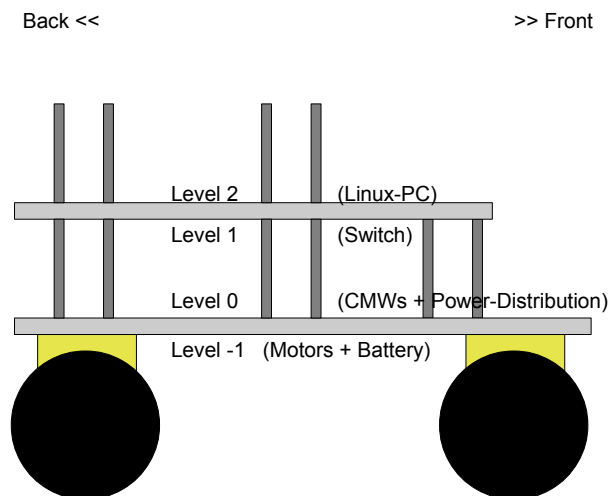 Back << >> Front
Level 2 (Linux-PC)
Level 1 (Switch)
Level 0 (CMWs + Power-Distribution)
Level -1 (Motors + Battery)